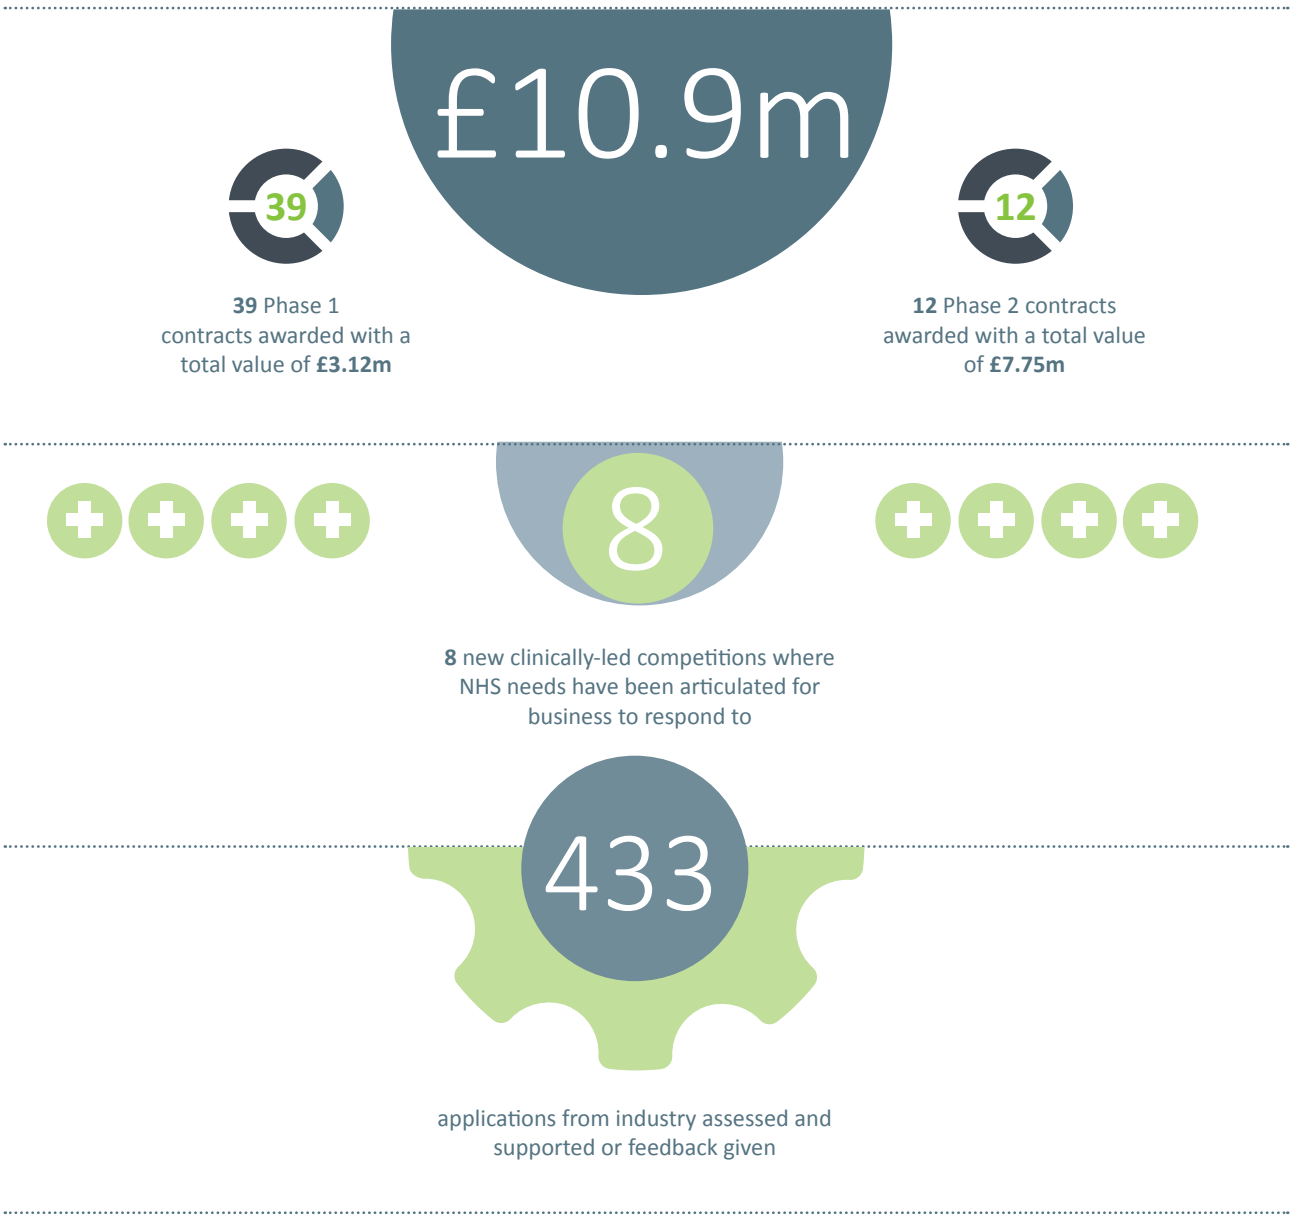 £10.9m
39
39 Phase 1
contracts awarded with a
total value of £3.12m
12
12 Phase 2 contracts
awarded with a total value
of £7.75m
8
8 new clinically-led competitions where
NHS needs have been articulated for
business to respond to
433
applications from industry assessed and
supported or feedback given